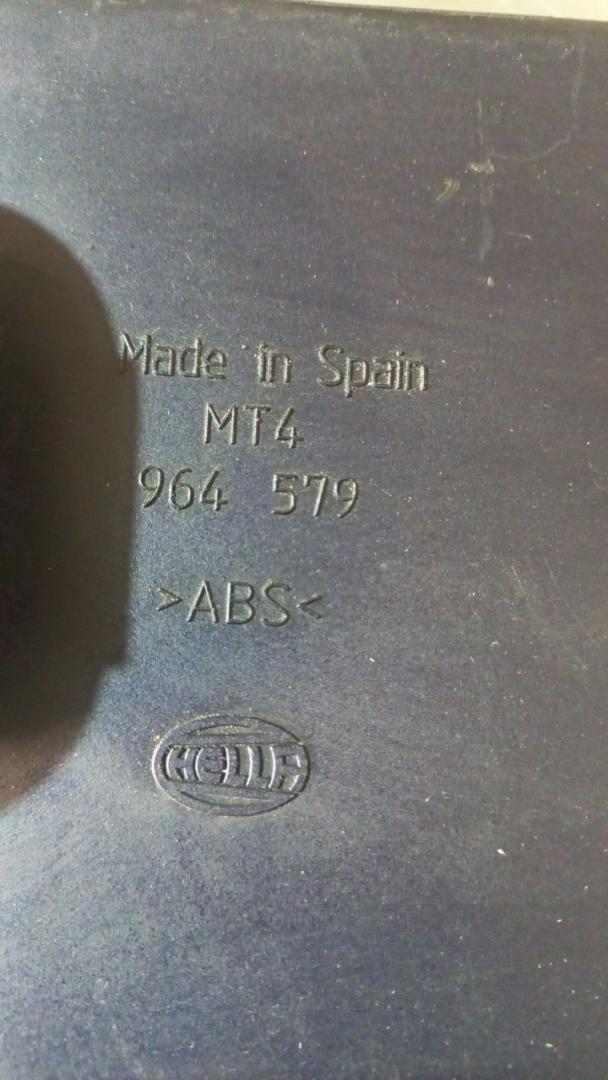 Made in Spain
MT4
964 579
>ABS<
HELLA